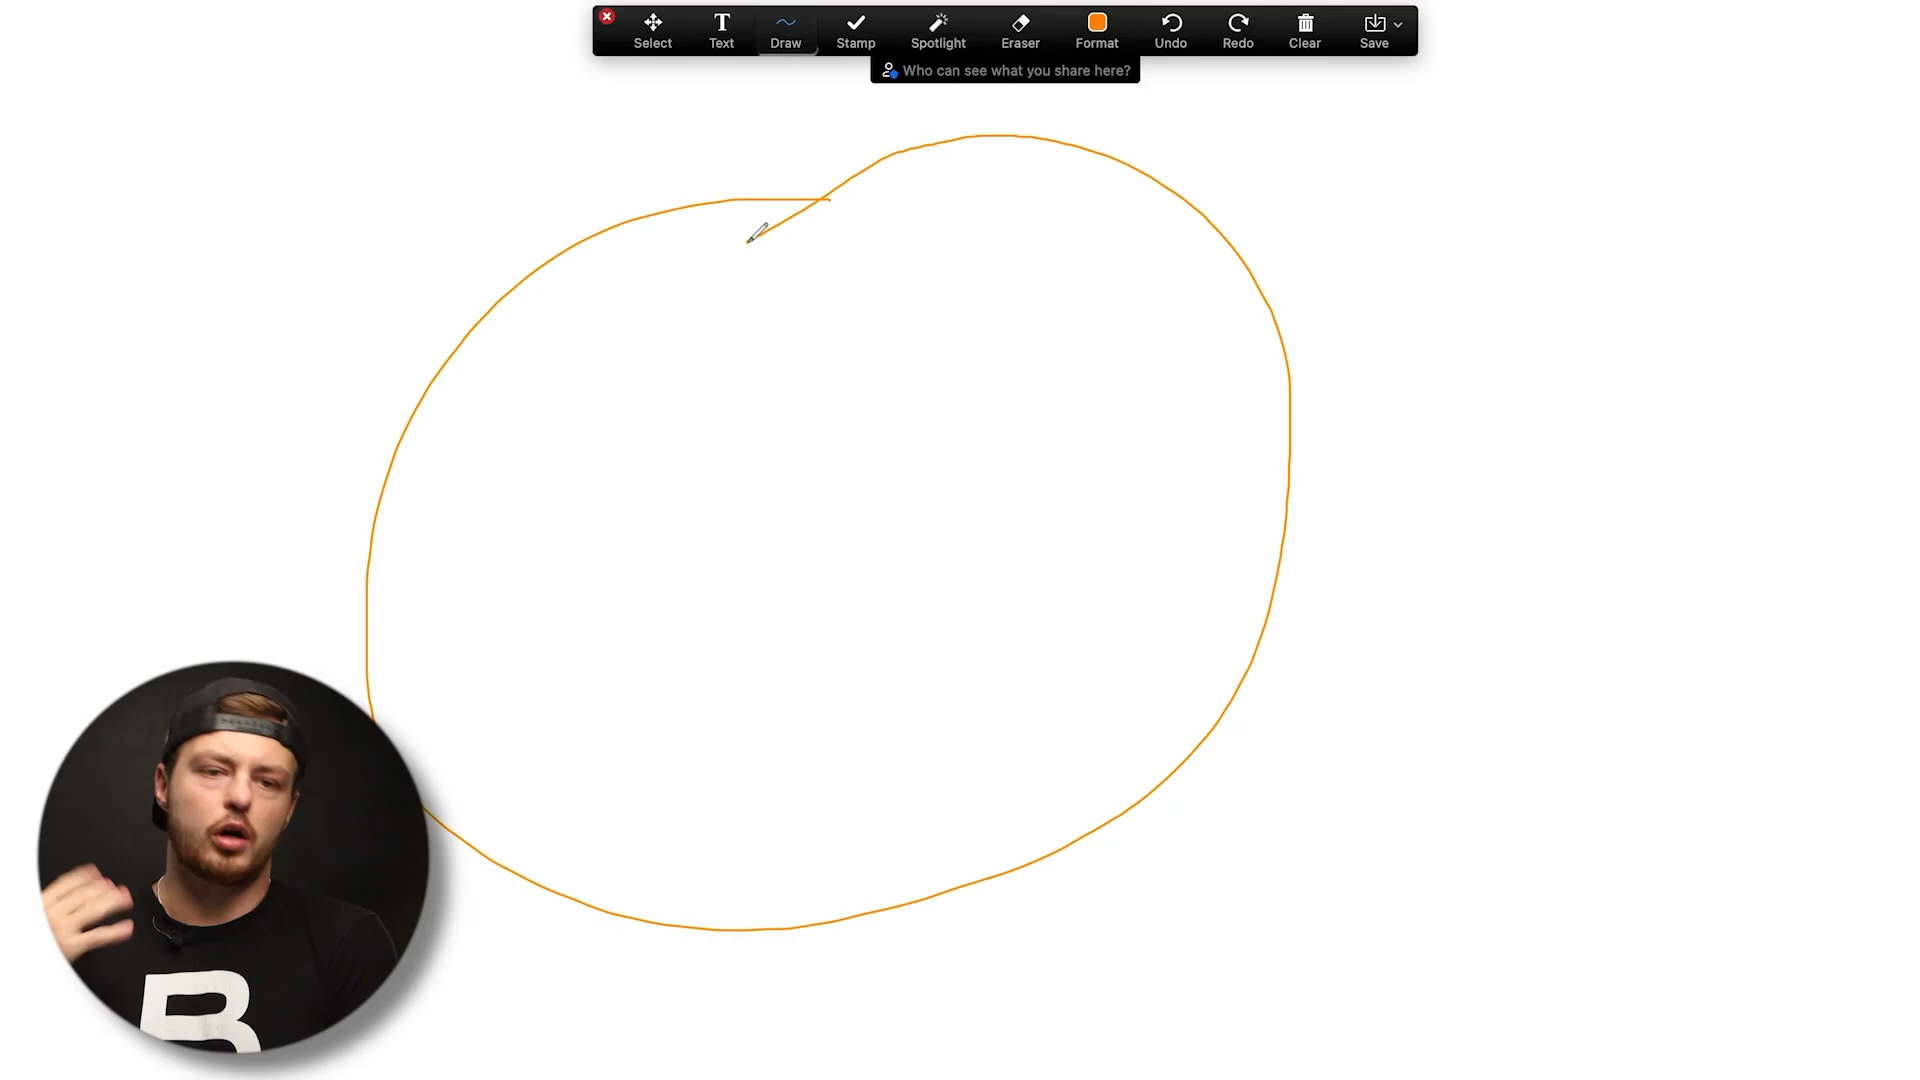 Select Text Draw Stamp Spotlight Eraser Format Undo Redo Clear Save
Who can see what you share here?
B